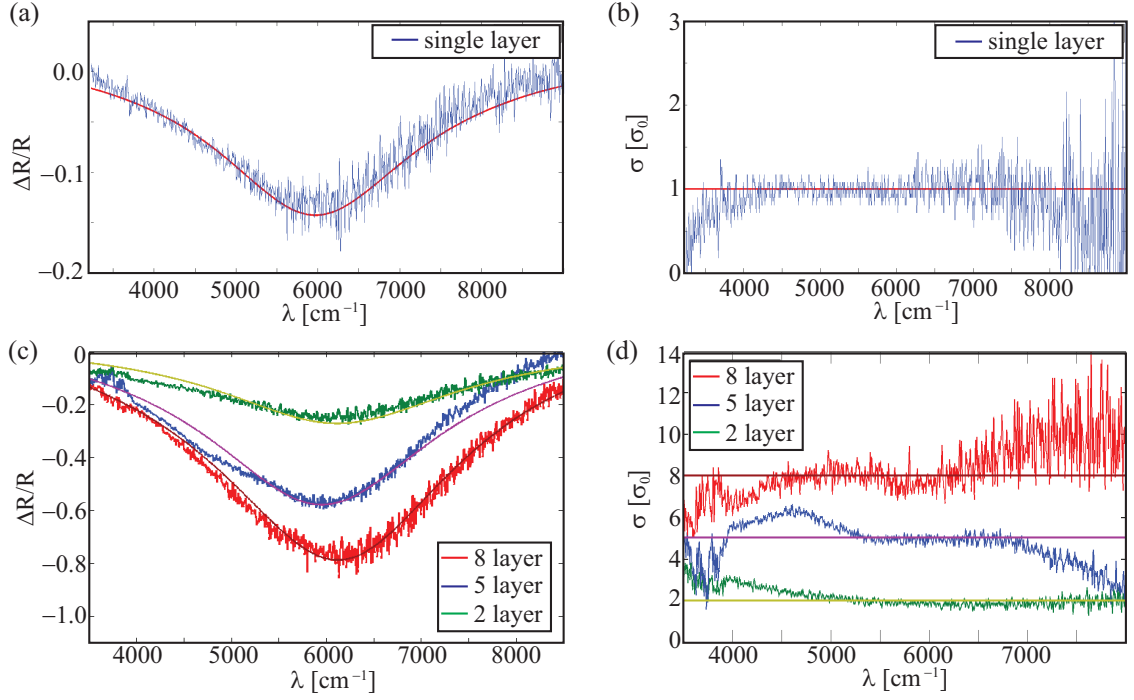 (a)
single layer
0.0
−0.1
−0.2
ΔR/R
4000 5000 6000 7000 8000
λ [cm⁻¹]
(b)
single layer
3
2
1
0
σ [σ₀]
4000 5000 6000 7000 8000
λ [cm⁻¹]
(c)
0
−0.2
−0.4
−0.6
−0.8
−1.0
ΔR/R
8 layer
5 layer
2 layer
4000 5000 6000 7000 8000
λ [cm⁻¹]
(d)
14
12
10
8
6
4
2
0
σ [σ₀]
8 layer
5 layer
2 layer
4000 5000 6000 7000 8000
λ [cm⁻¹]